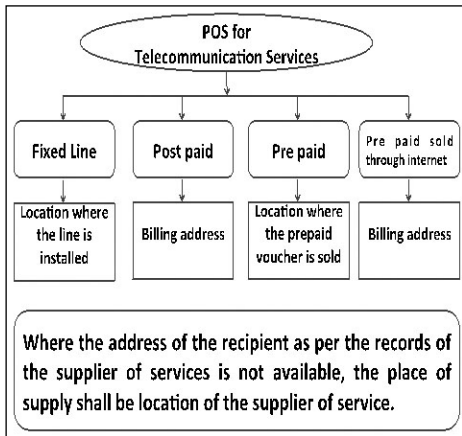 POS for
Telecommunication Services
Fixed Line
Post paid
Pre paid
Pre paid sold
through internet
Location where
the line is
installed
Billing address
Location where
the prepaid
voucher is sold
Billing address
Where the address of the recipient as per the records of
the supplier of services is not available, the place of
supply shall be location of the supplier of service.